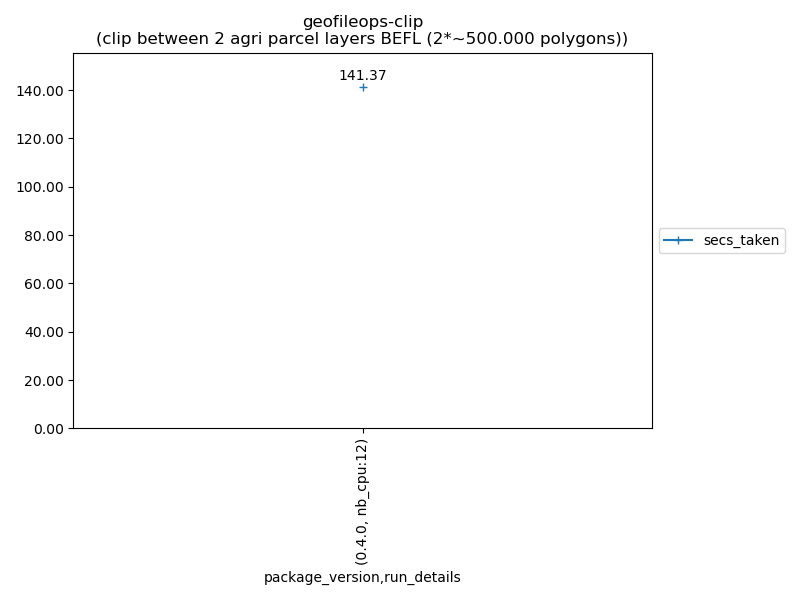 geofileops-clip
(clip between 2 agri parcel layers BEFL (2*~500.000 polygons))
141.37
140.00
120.00
100.00
80.00
60.00
40.00
20.00
0.00
secs_taken
(0.4.0, nb_cpu:12)
package_version,run_details